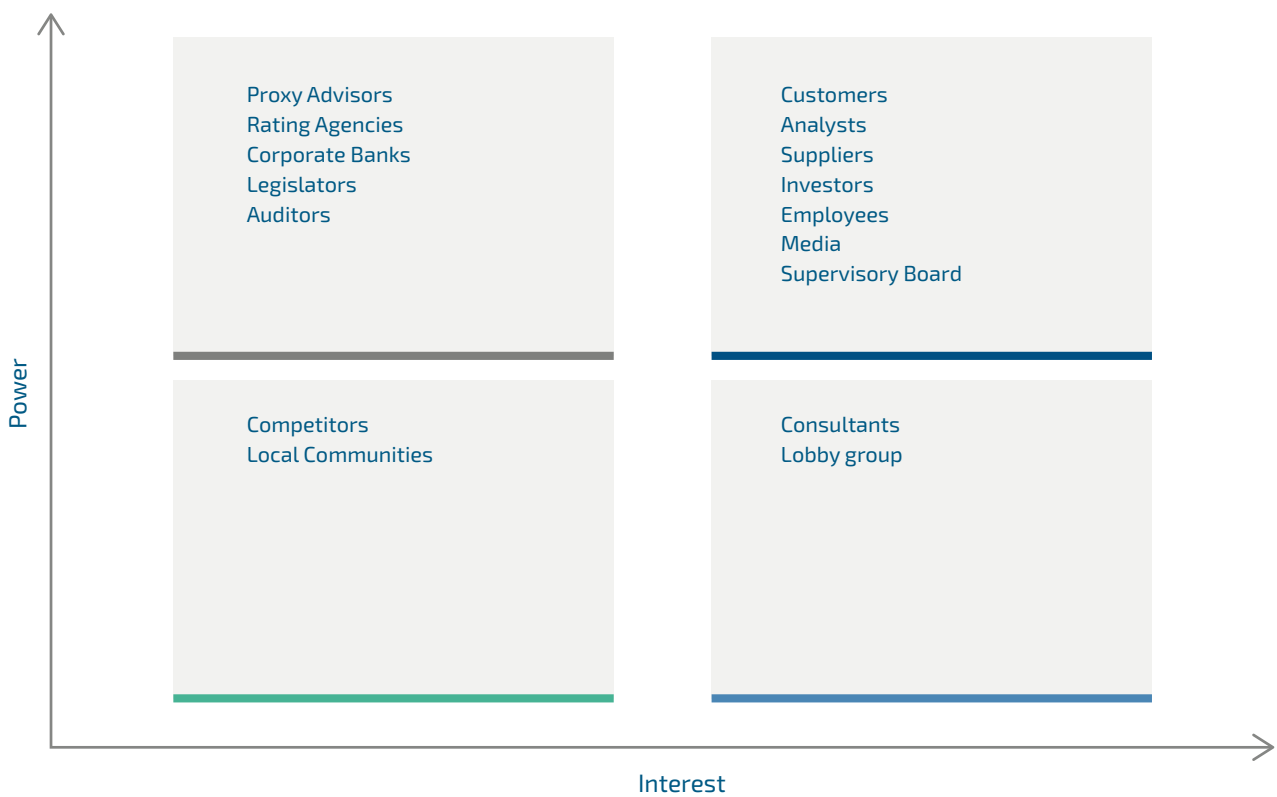 Power
Proxy Advisors
Rating Agencies
Corporate Banks
Legislators
Auditors
Customers
Analysts
Suppliers
Investors
Employees
Media
Supervisory Board
Competitors
Local Communities
Consultants
Lobby group
Interest